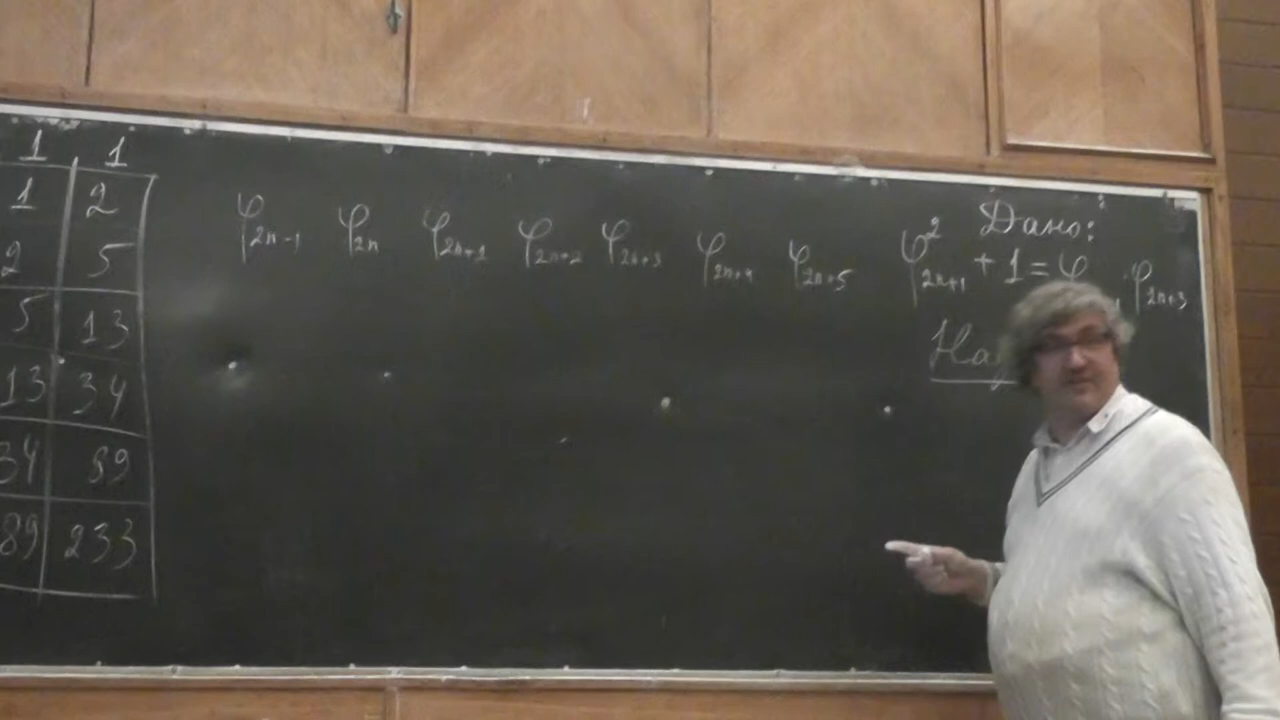 1 1
1 2
2 5
5 13
13 34
34 89
89 233
φ₂ₙ₋₁ φ₂ₙ φ₂ₙ₊₁ φ₂ₙ₊₂ φ₂ₙ₊₃ φ₂ₙ₊₄ φ₂ₙ₊₅
Дано:
φ²₂ₙ₊₁ + 1 = φ φ₂ₙ₊₃